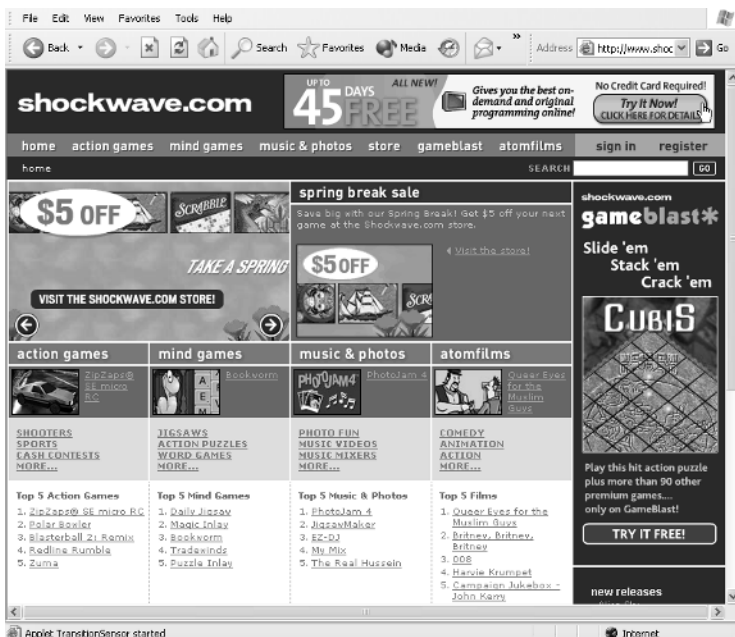 File Edit View Favorites Tools Help
Back Search Favorites Media » Address http://www.shoc Go
shockwave.com
UP TO 45 DAYS FREE
ALL NEW!
Gives you the best on-
demand and original
programming online!
No Credit Card Required!
Try It Now!
CLICK HERE FOR DETAILS
home action games mind games music & photos store gameblast atomfilms sign in register
home SEARCH GO
$5 OFF
SCRABBLE
TAKE A SPRING
VISIT THE SHOCKWAVE.COM STORE!
spring break sale
Save big with our Spring Break! Get $5 off your next
game at the Shockwave.com store.
$5 OFF
SCR
Visit the store!
shockwave.com
gameblast*
Slide 'em
Stack 'em
Crack 'em
CUBIS
Play this hit action puzzle
plus more than 90 other
premium games....
only on GameBlast!
TRY IT FREE!
new releases
action games
ZipZaps®
SE micro
RC
SHOOTERS
SPORTS
CASH CONTESTS
MORE...
Top 5 Action Games
1. ZipZaps® SE micro RC
2. Polar Bowler
3. Blasterball 2: Remix
4. Redline Rumble
5. Zuma
mind games
A
E
Bookworm
JIGSAWS
ACTION PUZZLES
WORD GAMES
MORE...
Top 5 Mind Games
1. Daily Jigsaw
2. Magic Inlay
3. Bookworm
4. Tradewinds
5. Puzzle Inlay
music & photos
PHOTOJAM4
PhotoJam 4
PHOTO FUN
MUSIC VIDEOS
MUSIC MIXERS
MORE...
Top 5 Music & Photos
1. PhotoJam 4
2. JigsawMaker
3. EZ-DJ
4. My Mix
5. The Real Hussein
atomfilms
Queer Eyes
for the
Muslim
Guys
COMEDY
ANIMATION
ACTION
MORE...
Top 5 Films
1. Queer Eyes for the
Muslim Guys
2. Britney, Britney,
Britney
3. 008
4. Harvie Krumpet
5. Campaign Jukebox -
John Kerry
Applet TransitionSensor started Internet